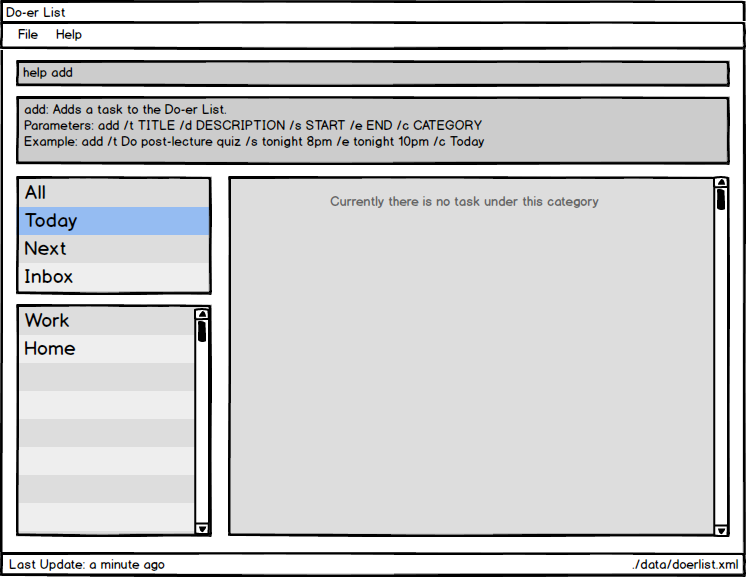 Do-er List
File Help
help add
add: Adds a task to the Do-er List.
Parameters: add /t TITLE /d DESCRIPTION /s START /e END /c CATEGORY
Example: add /t Do post-lecture quiz /s tonight 8pm /e tonight 10pm /c Today
All
Today
Next
Inbox
Work
Home
Currently there is no task under this category
Last Update: a minute ago
./data/doerlist.xml